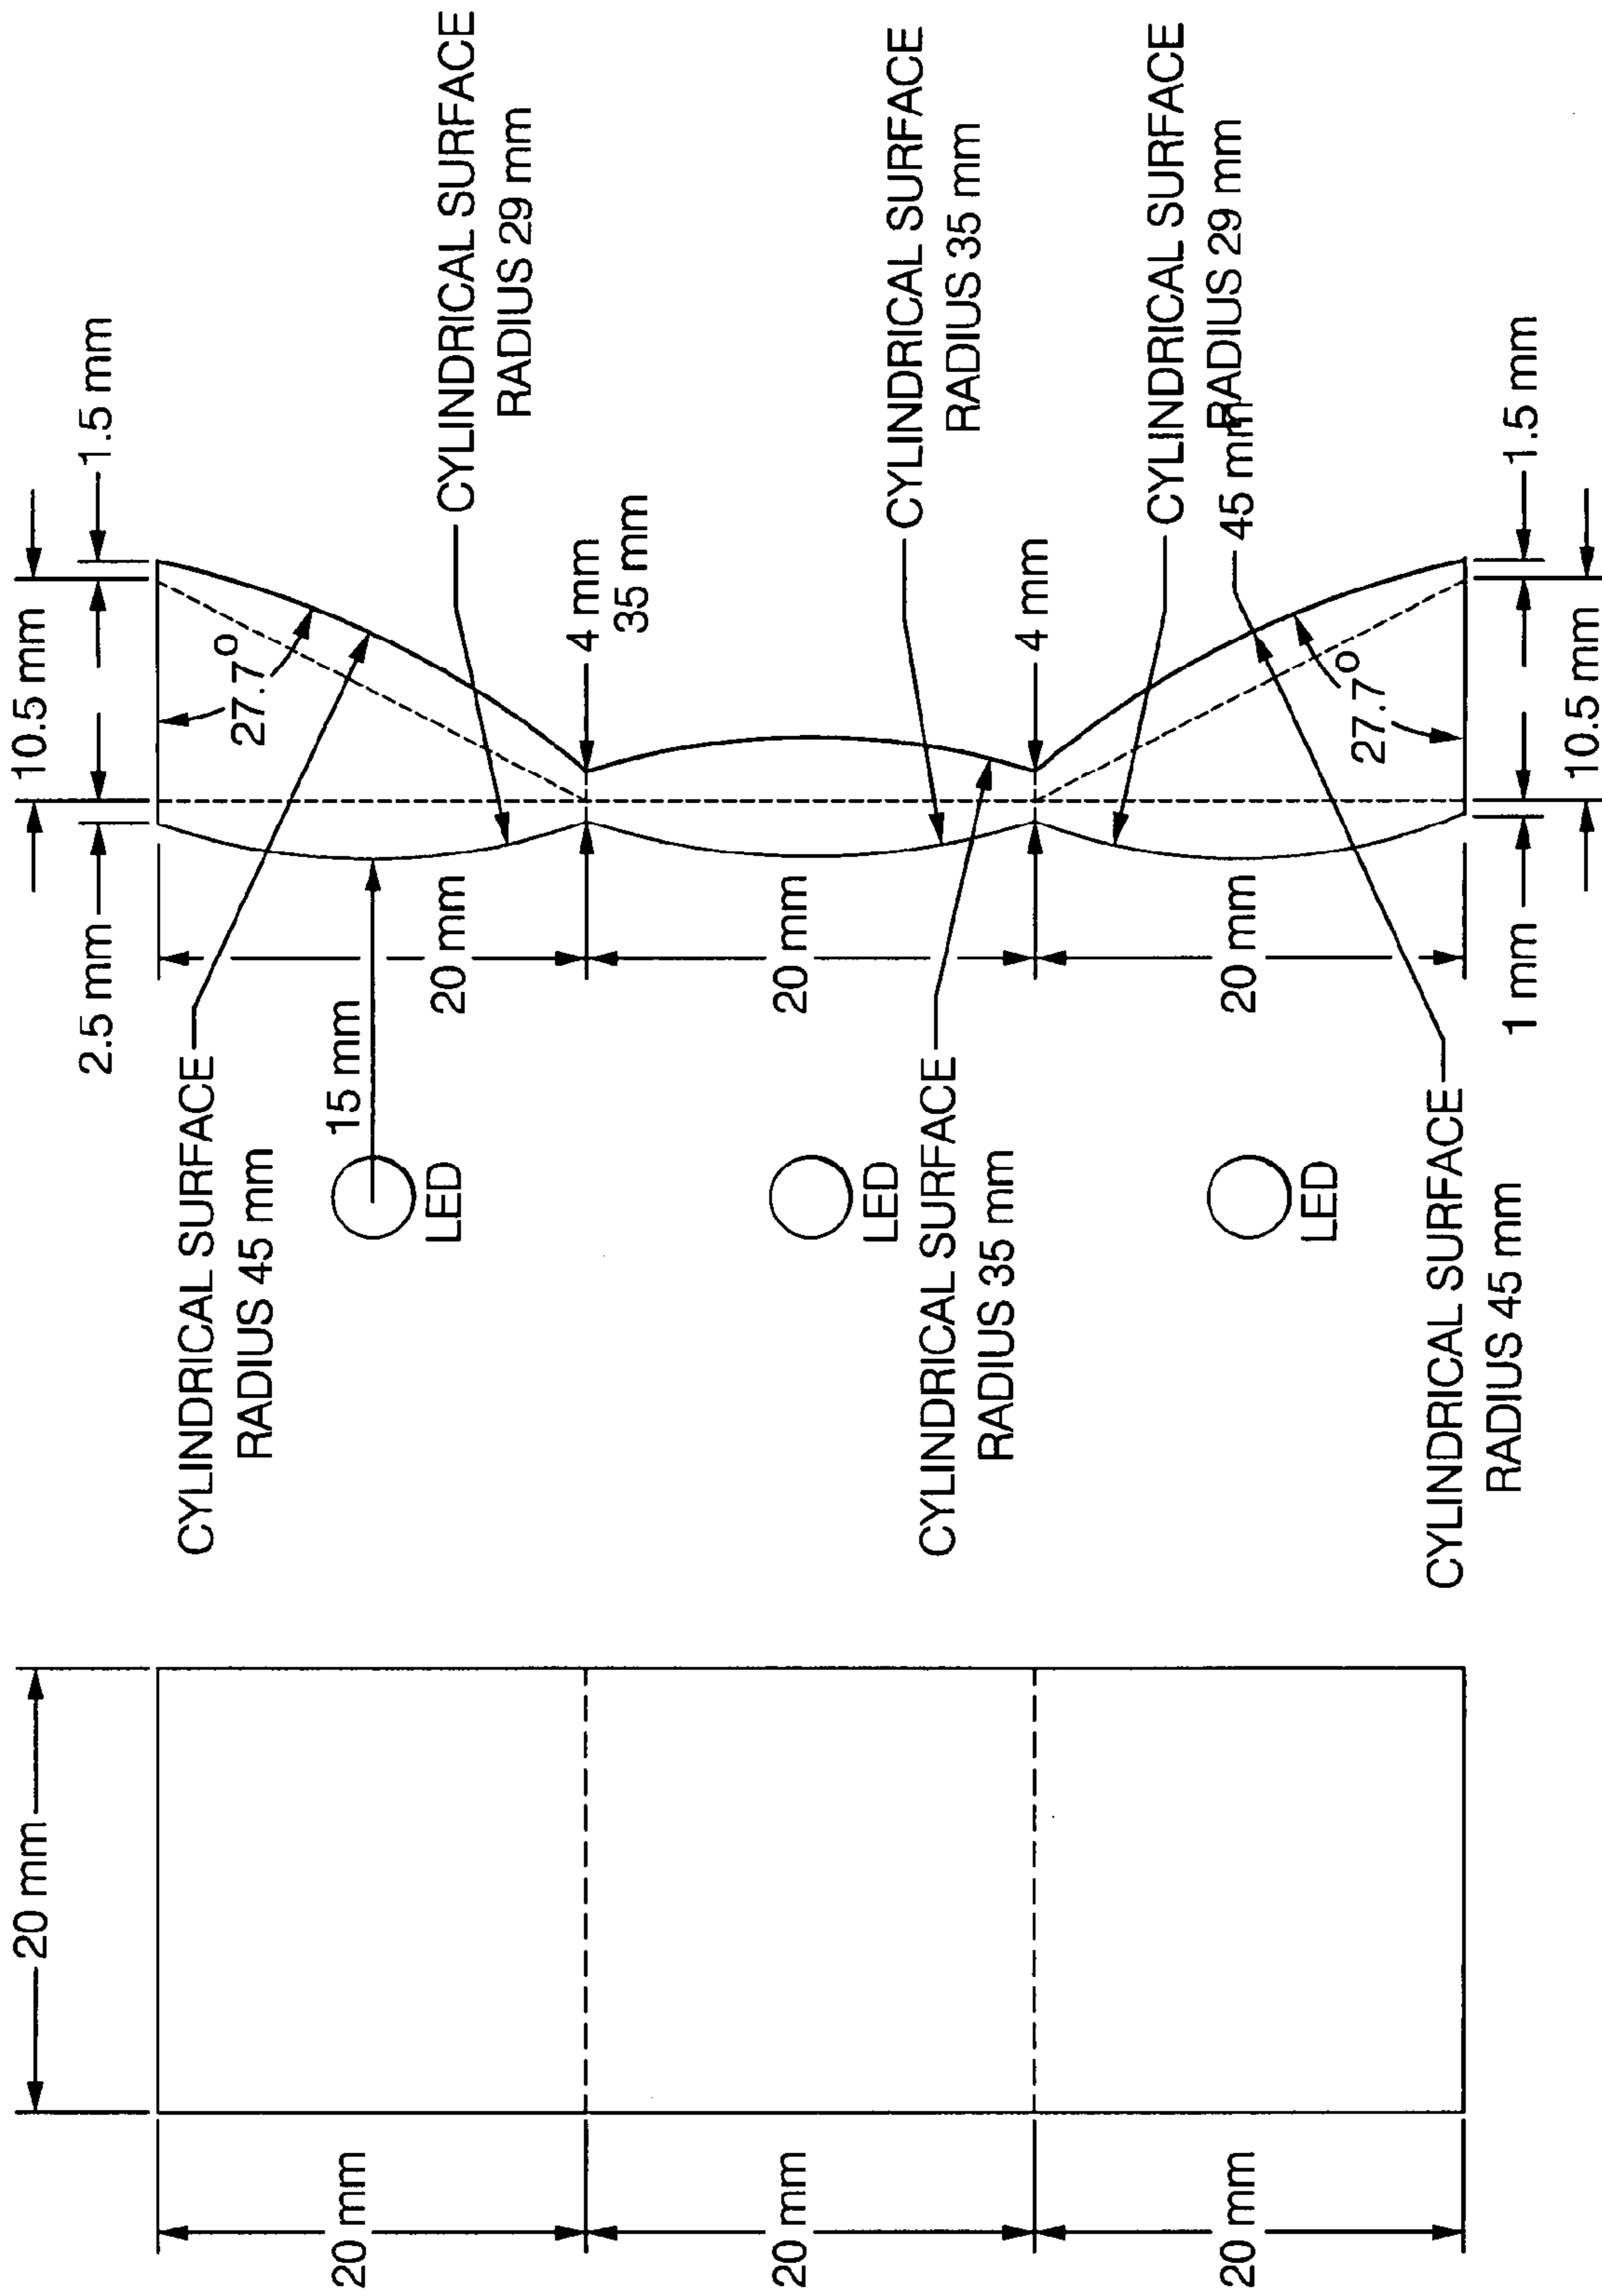 20 mm
20 mm
20 mm
20 mm
10.5 mm
2.5 mm
1.5 mm
27.7°
CYLINDRICAL SURFACE
RADIUS 45 mm
15 mm
LED
20 mm
CYLINDRICAL SURFACE
RADIUS 29 mm
4 mm
35 mm
20 mm
LED
CYLINDRICAL SURFACE
RADIUS 35 mm
CYLINDRICAL SURFACE
RADIUS 35 mm
4 mm
CYLINDRICAL SURFACE
RADIUS 29 mm
45 mm
20 mm
LED
27.7°
CYLINDRICAL SURFACE
RADIUS 45 mm
1 mm
1.5 mm
10.5 mm